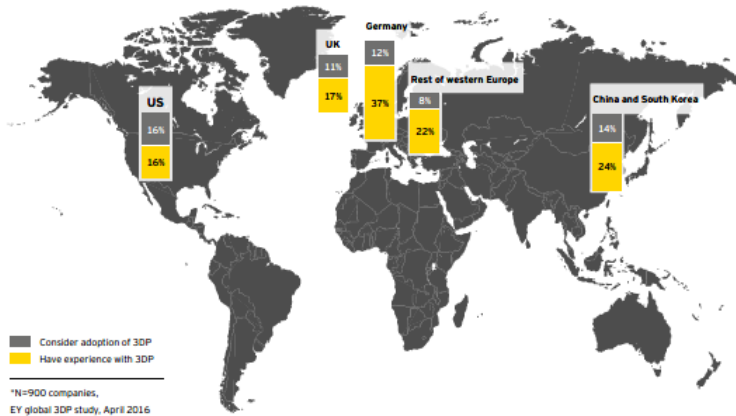 Germany
12%
37%
UK
11%
17%
Rest of western Europe
8%
22%
US
16%
16%
China and South Korea
14%
24%
Consider adoption of 3DP
Have experience with 3DP
*N=900 companies,
EY global 3DP study, April 2016